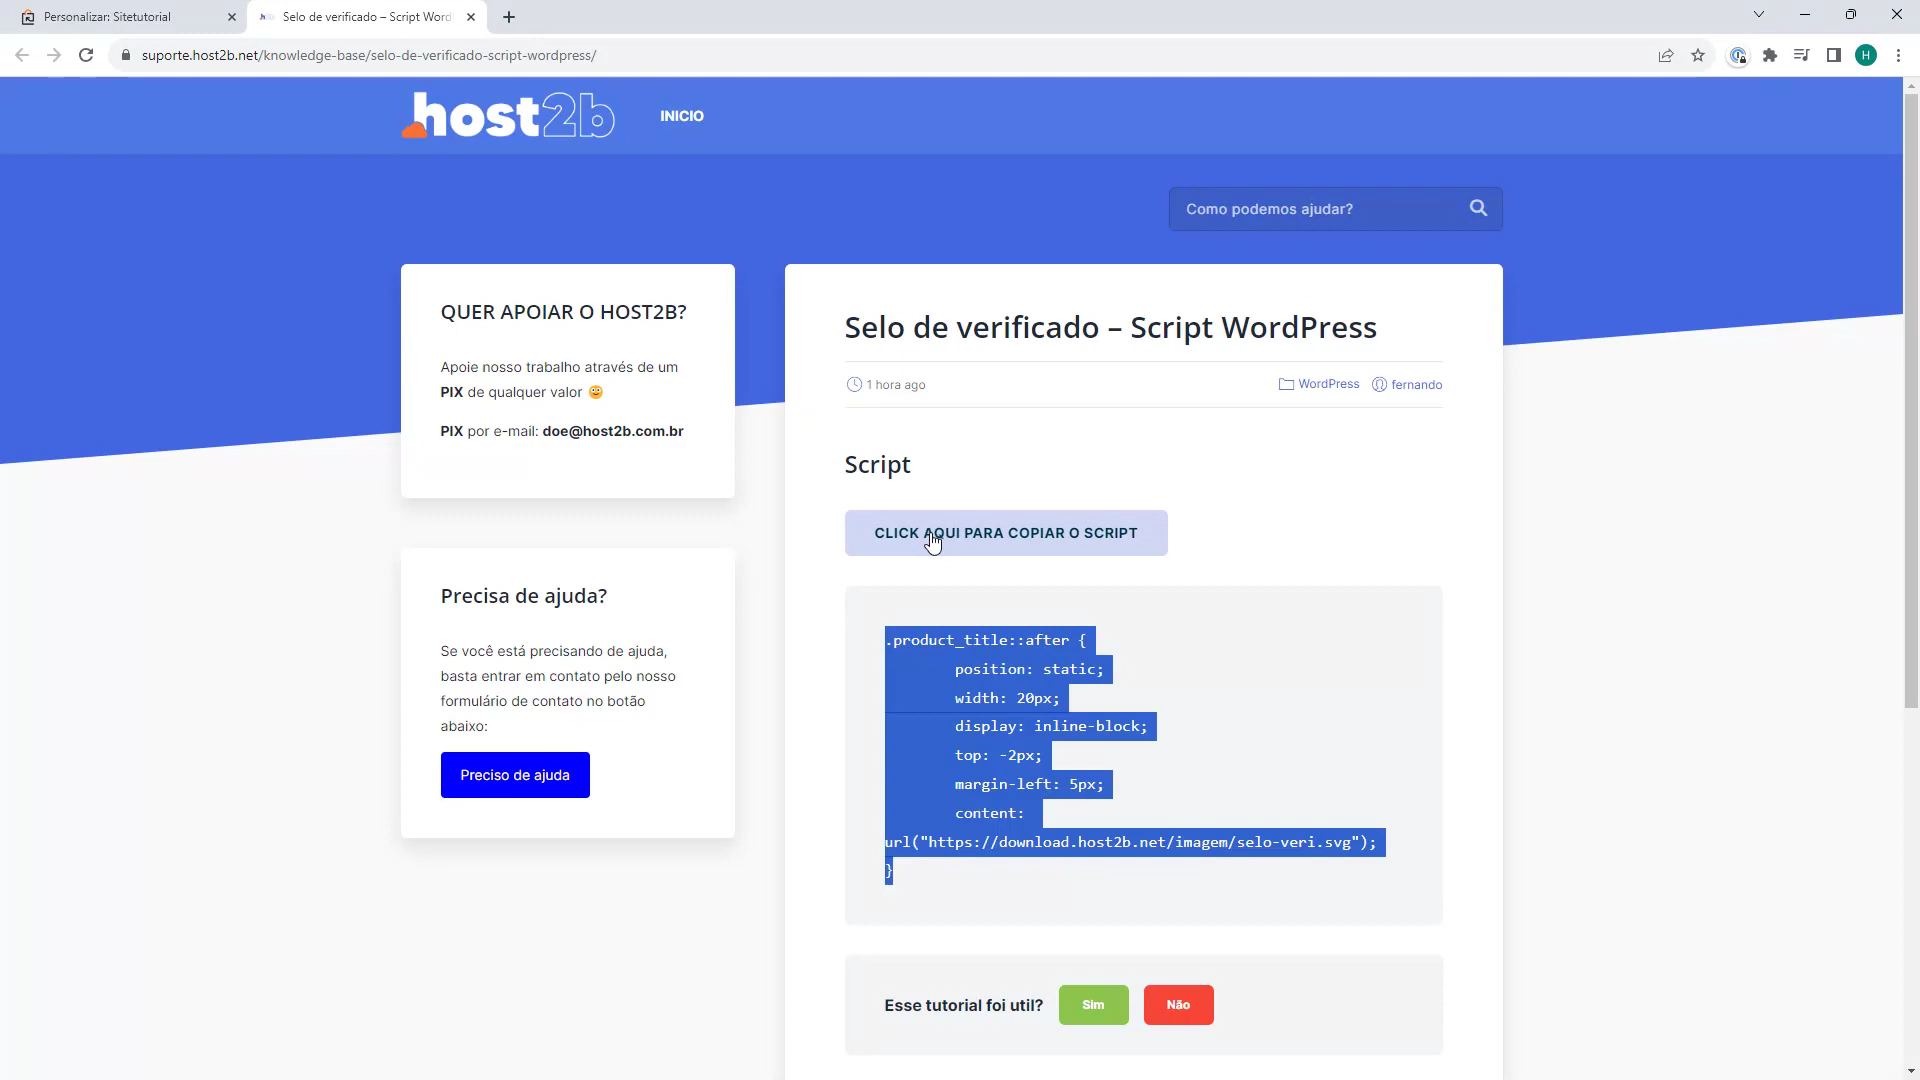 Personalizar: Sitetutorial
Selo de verificado – Script Word
suporte.host2b.net/knowledge-base/selo-de-verificado-script-wordpress/
H
host2b
INICIO
Como podemos ajudar?
QUER APOIAR O HOST2B?
Apoie nosso trabalho através de um
PIX de qualquer valor
PIX por e-mail: doe@host2b.com.br
Precisa de ajuda?
Se você está precisando de ajuda,
basta entrar em contato pelo nosso
formulário de contato no botão
abaixo:
Preciso de ajuda
Selo de verificado – Script WordPress
1 hora ago
WordPress
fernando
Script
CLICK AQUI PARA COPIAR O SCRIPT
.product_title::after {
position: static;
width: 20px;
display: inline-block;
top: -2px;
margin-left: 5px;
content:
url("https://download.host2b.net/imagem/selo-veri.svg");
}
Esse tutorial foi util?
Sim
Não